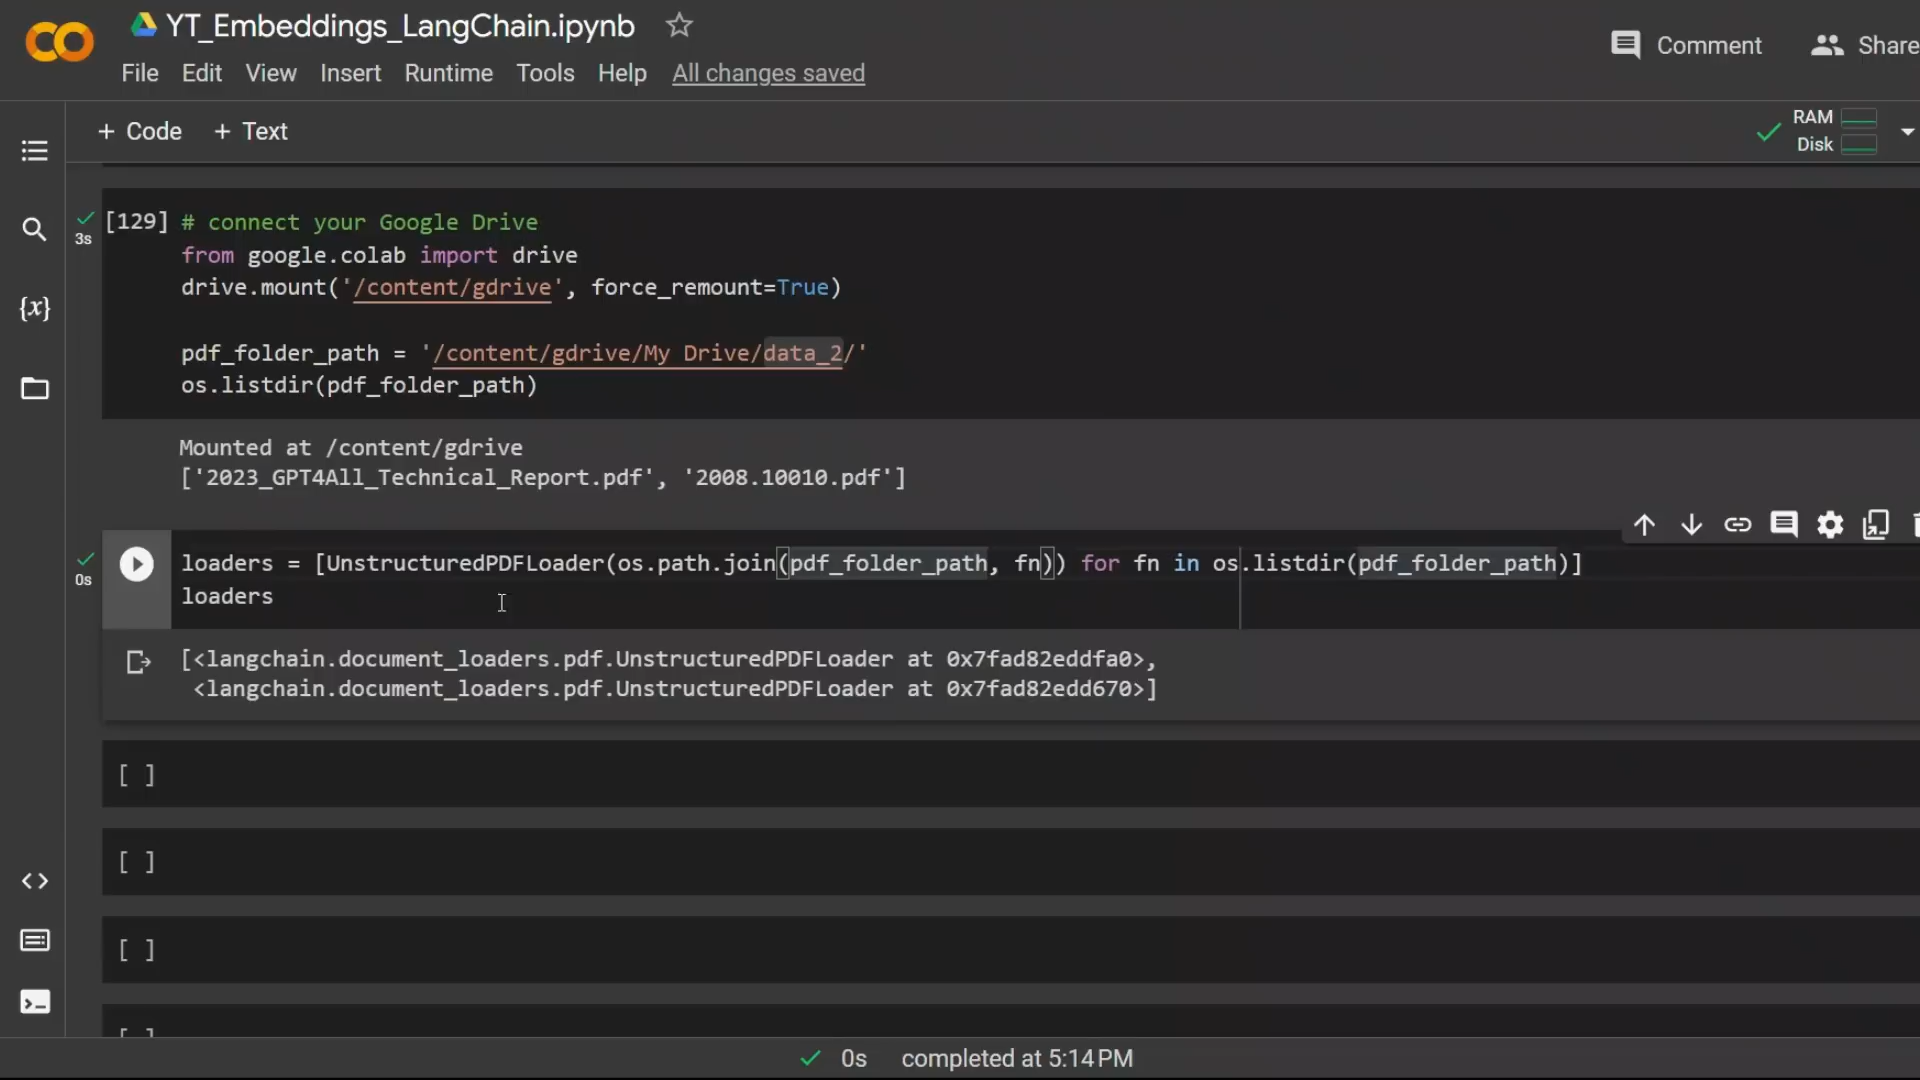 YT_Embeddings_LangChain.ipynb
Comment
Share
File Edit View Insert Runtime Tools Help All changes saved
+ Code + Text
RAM
Disk
{x}
[129] # connect your Google Drive
3s
from google.colab import drive
drive.mount('/content/gdrive', force_remount=True)
pdf_folder_path = '/content/gdrive/My Drive/data_2/'
os.listdir(pdf_folder_path)
Mounted at /content/gdrive
['2023_GPT4All_Technical_Report.pdf', '2008.10010.pdf']
loaders = [UnstructuredPDFLoader(os.path.join(pdf_folder_path, fn)) for fn in os.listdir(pdf_folder_path)]
0s
loaders
[<langchain.document_loaders.pdf.UnstructuredPDFLoader at 0x7fad82eddfa0>,
<langchain.document_loaders.pdf.UnstructuredPDFLoader at 0x7fad82edd670>]
[ ]
[ ]
[ ]
[ ]
0s completed at 5:14 PM